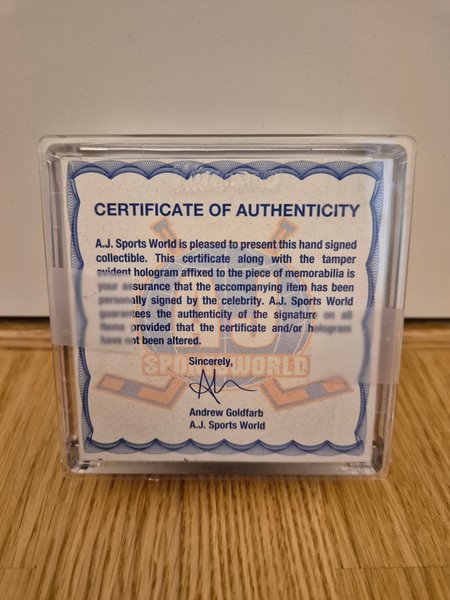 CERTIFICATE OF AUTHENTICITY
A.J. Sports World is pleased to present this hand signed
collectible. This certificate along with the tamper
evident hologram affixed to the piece of memorabilia is
your assurance that the accompanying item has been
personally signed by the celebrity. A.J. Sports World
guarantees the authenticity of the signature on all
items provided that the certificate and/or hologram
have not been altered.
AJ
SPORTS WORLD
Sincerely,
Andrew Goldfarb
A.J. Sports World